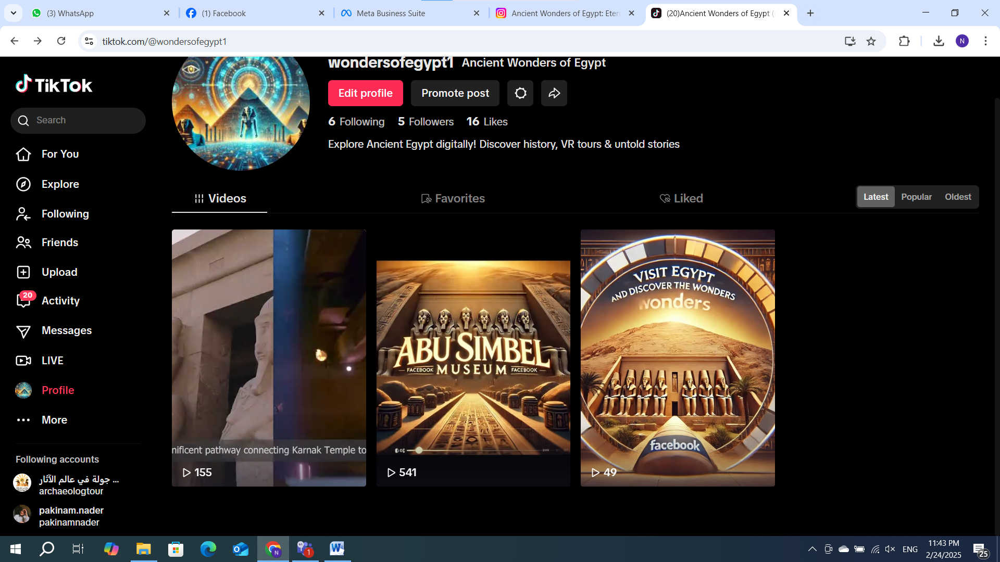 (3) WhatsApp
(1) Facebook
Meta Business Suite
Ancient Wonders of Egypt: Eter
(20)Ancient Wonders of Egypt (
tiktok.com/@wondersofegypt1
N
TikTok
Search
For You
Explore
Following
Friends
Upload
20
Activity
Messages
LIVE
Profile
More
Following accounts
جولة في عالم الآثار ...
archaeologtour
pakinam.nader
pakinamnader
wondersofegypt1 Ancient Wonders of Egypt
Edit profile
Promote post
6 Following 5 Followers 16 Likes
Explore Ancient Egypt digitally! Discover history, VR tours & untold stories
Videos
Favorites
Liked
Latest
Popular
Oldest
nificent pathway connecting Karnak Temple to
155
ABU SIMBEL
FACEBOOK MUSEUM FACEBOOK
541
VISIT EGYPT
AND DISCOVER THE WONDERS
wonders
facebook
49
N
1
ENG
11:43 PM
2/24/2025
25